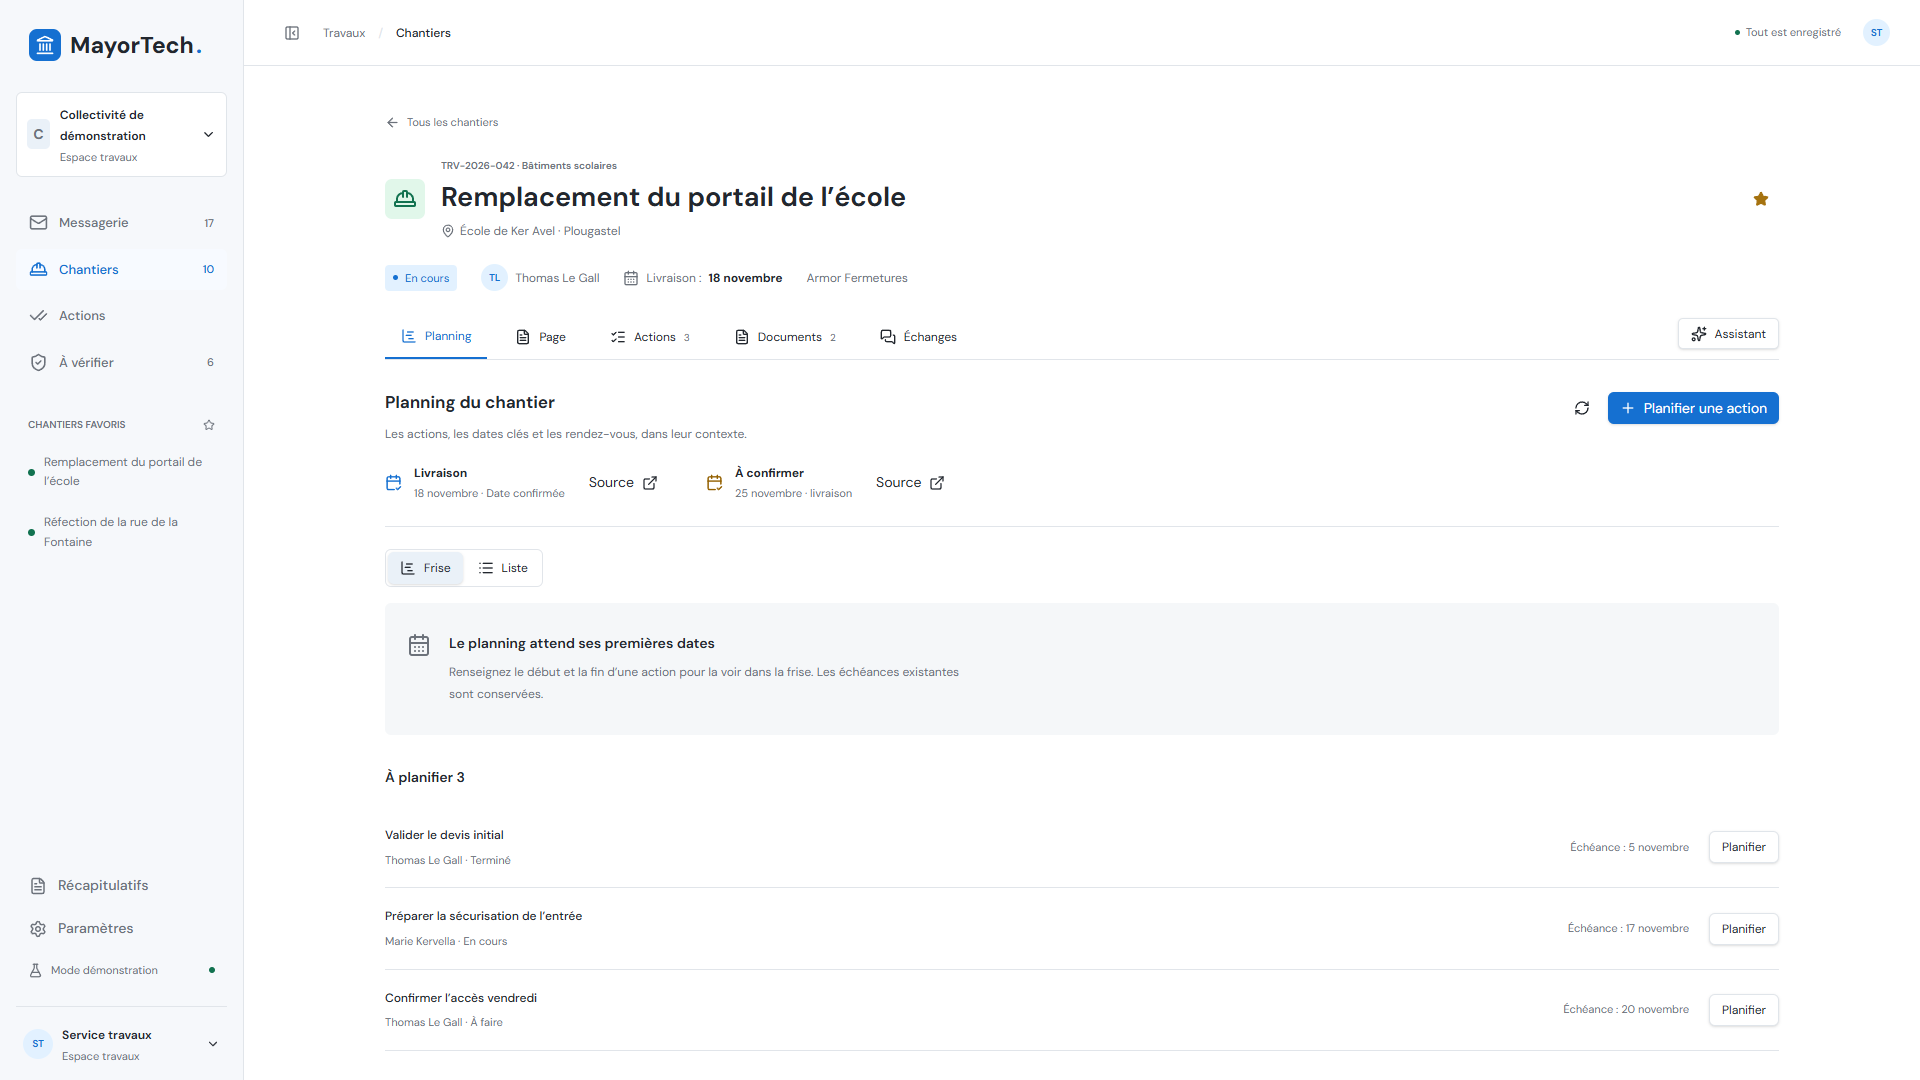 MayorTech.
Collectivité de
démonstration
Espace travaux
C
Messagerie 17
Chantiers 10
Actions
À vérifier 6
CHANTIERS FAVORIS
Remplacement du portail de
l’école
Réfection de la rue de la
Fontaine
Récapitulatifs
Paramètres
Mode démonstration
ST
Service travaux
Espace travaux
Travaux / Chantiers
Tout est enregistré
ST
Tous les chantiers
TRV-2026-042 · Bâtiments scolaires
Remplacement du portail de l’école
École de Ker Avel · Plougastel
En cours TL Thomas Le Gall Livraison : 18 novembre Armor Fermetures
Planning Page Actions 3 Documents 2 Échanges Assistant
Planning du chantier
Les actions, les dates clés et les rendez-vous, dans leur contexte.
Planifier une action
Livraison
18 novembre · Date confirmée
Source
À confirmer
25 novembre · livraison
Source
Frise Liste
Le planning attend ses premières dates
Renseignez le début et la fin d’une action pour la voir dans la frise. Les échéances existantes
sont conservées.
À planifier 3
Valider le devis initial
Thomas Le Gall · Terminé
Échéance : 5 novembre Planifier
Préparer la sécurisation de l’entrée
Marie Kervella · En cours
Échéance : 17 novembre Planifier
Confirmer l’accès vendredi
Thomas Le Gall · À faire
Échéance : 20 novembre Planifier